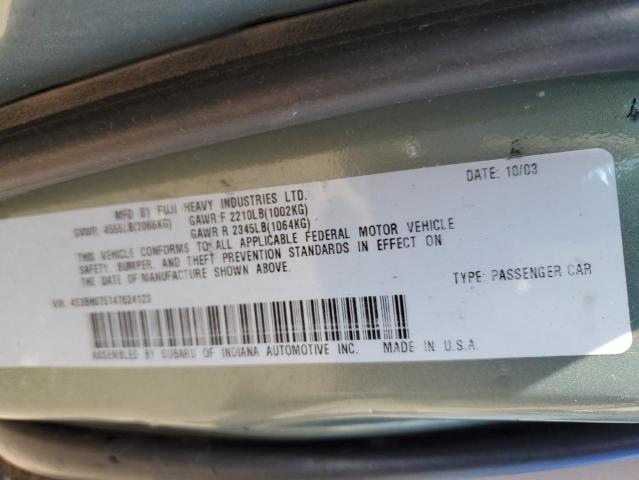 MFD BY FUJI HEAVY INDUSTRIES LTD. DATE: 10/03
GVWR: 4555LB(2066KG) GAWR:F 2210LB(1002KG)
GAWR R 2345LB(1064KG)
THIS VEHICLE CONFORMS TO ALL APPLICABLE FEDERAL MOTOR VEHICLE
SAFETY, BUMPER, AND THEFT PREVENTION STANDARDS IN EFFECT ON
THE DATE OF MANUFACTURE SHOWN ABOVE.
TYPE: PASSENGER CAR
VIN: 4S3BH675747624123
ASSEMBLED BY SUBARU OF INDIANA AUTOMOTIVE INC. MADE IN U.S.A.